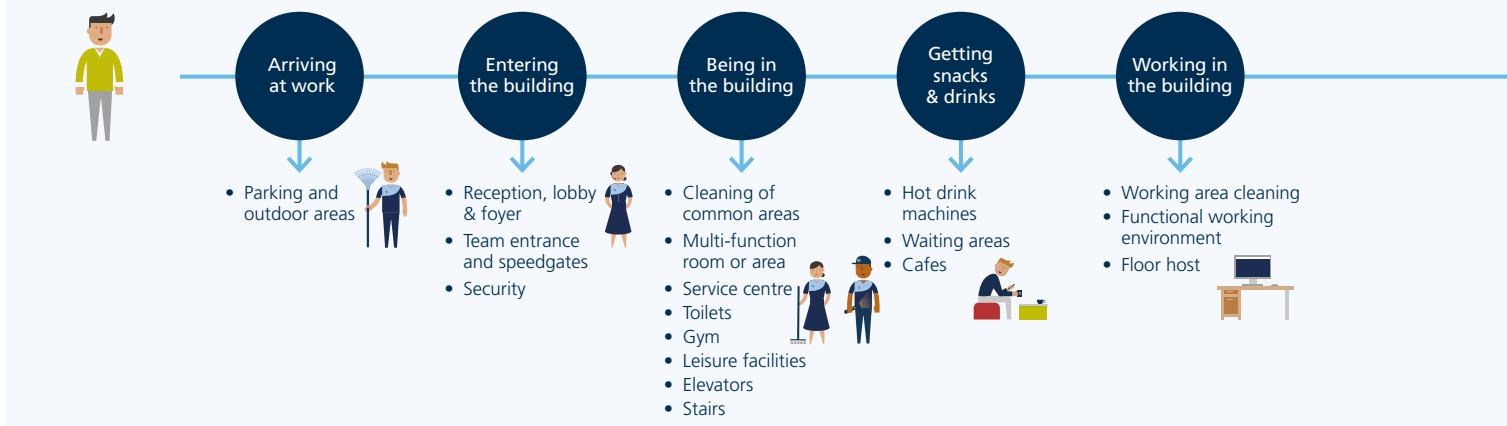 Arriving
at work
Entering
the building
Being in
the building
Getting
snacks
& drinks
Working in
the building
• Parking and
outdoor areas
• Reception, lobby
& foyer
• Team entrance
and speedgates
• Security
• Cleaning of
common areas
• Multi-function
room or area
• Service centre
• Toilets
• Gym
• Leisure facilities
• Elevators
• Stairs
• Hot drink
machines
• Waiting areas
• Cafes
• Working area cleaning
• Functional working
environment
• Floor host